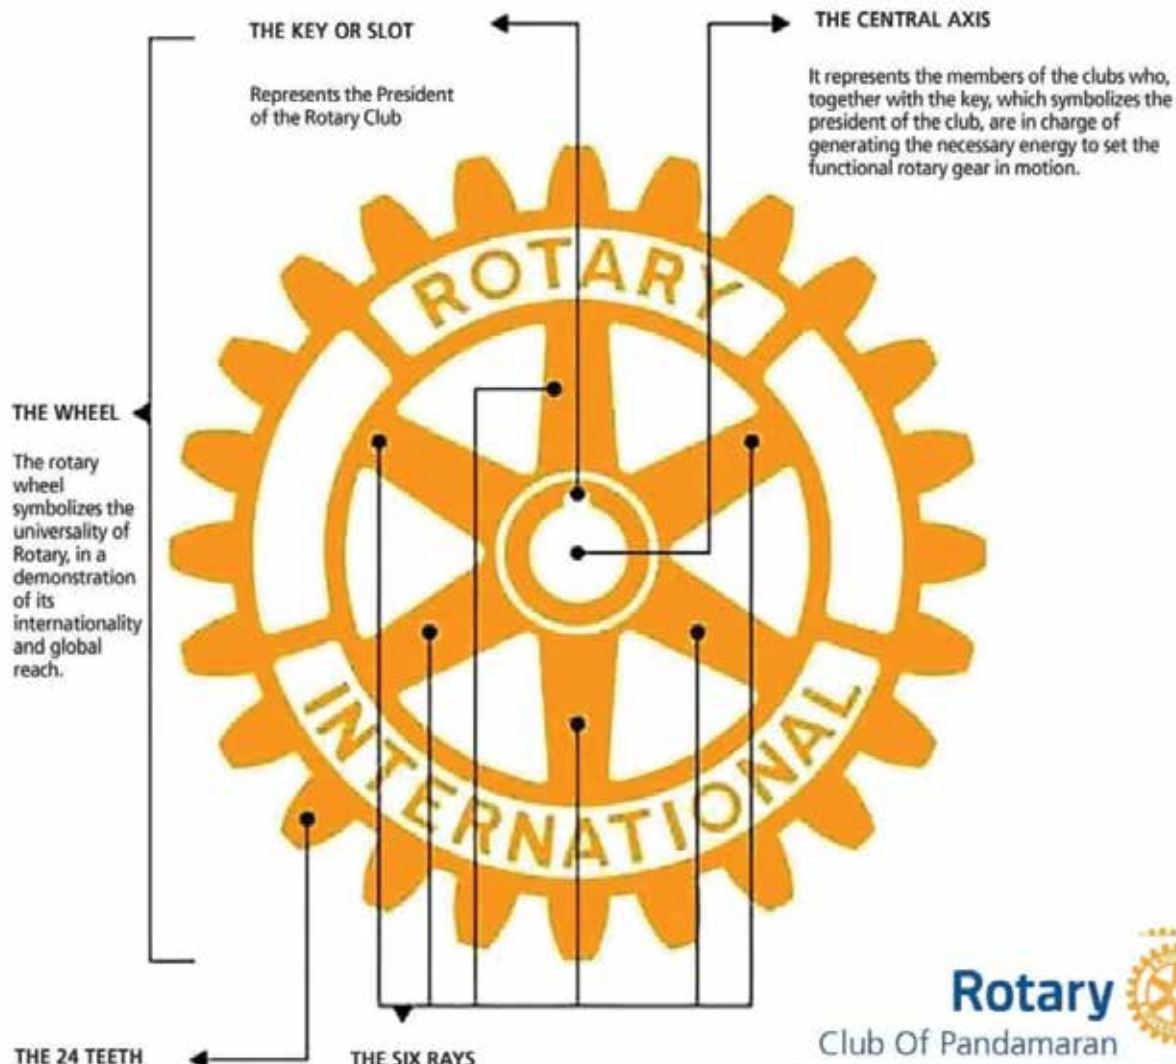 THE KEY OR SLOT
Represents the President
of the Rotary Club
THE CENTRAL AXIS
It represents the members of the clubs who,
together with the key, which symbolizes the
president of the club, are in charge of
generating the necessary energy to set the
functional rotary gear in motion.
ROTARY
THE WHEEL
The rotary
wheel
symbolizes the
universality of
Rotary, in a
demonstration
of its
internationality
and global
reach.
INTERNATIONAL
Rotary
Club Of Pandamaran
THE 24 TEETH
THE SIX RAYS